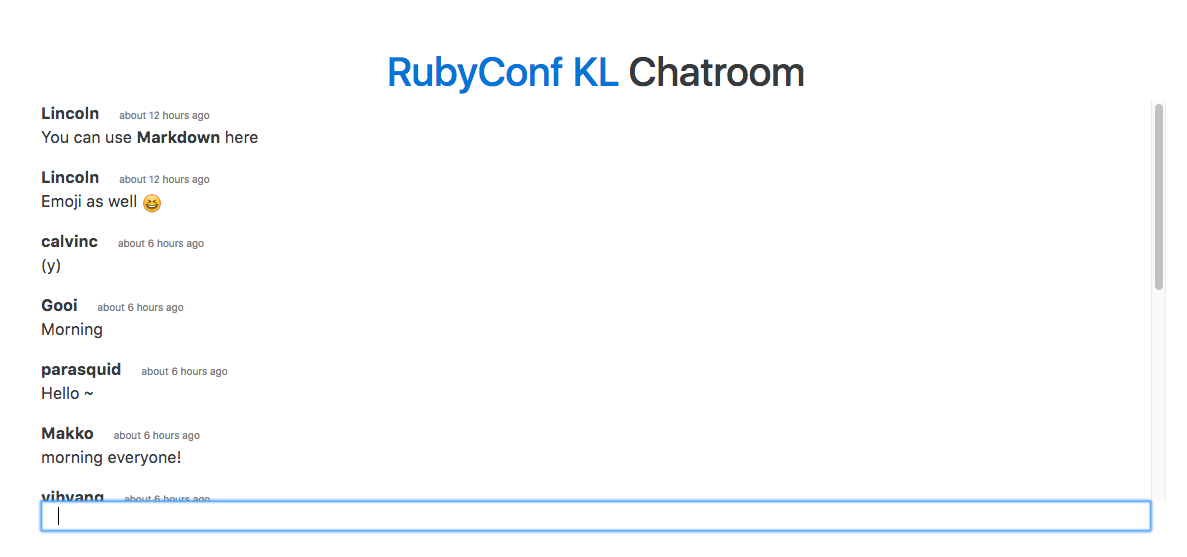 RubyConf KL Chatroom
Lincoln about 12 hours ago
You can use Markdown here
Lincoln about 12 hours ago
Emoji as well 😆
calvinc about 6 hours ago
(y)
Gooi about 6 hours ago
Morning
parasquid about 6 hours ago
Hello ~
Makko about 6 hours ago
morning everyone!
yihyang about 6 hours ago